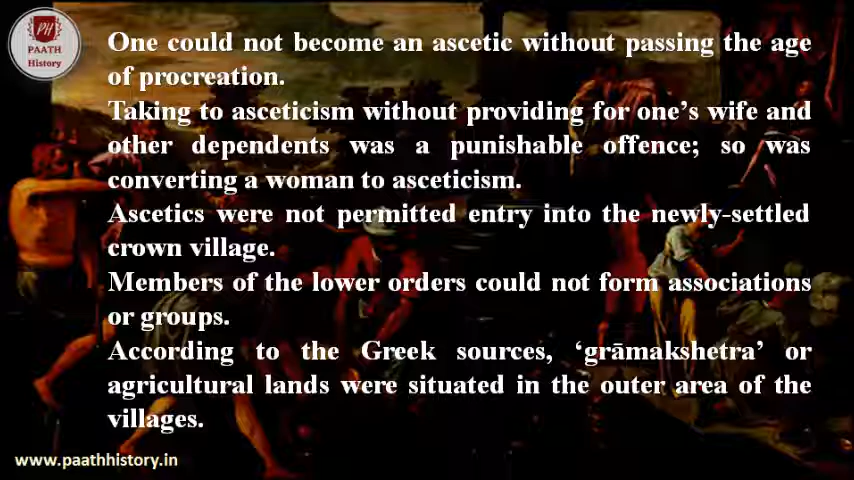 PH
PAATH
History
One could not become an ascetic without passing the age
of procreation.
Taking to asceticism without providing for one's wife and
other dependents was a punishable offence; so was
converting a woman to asceticism.
Ascetics were not permitted entry into the newly-settled
crown village.
Members of the lower orders could not form associations
or groups.
According to the Greek sources, ‘grāmakshetra’ or
agricultural lands were situated in the outer area of the
villages.
www.paathhistory.in